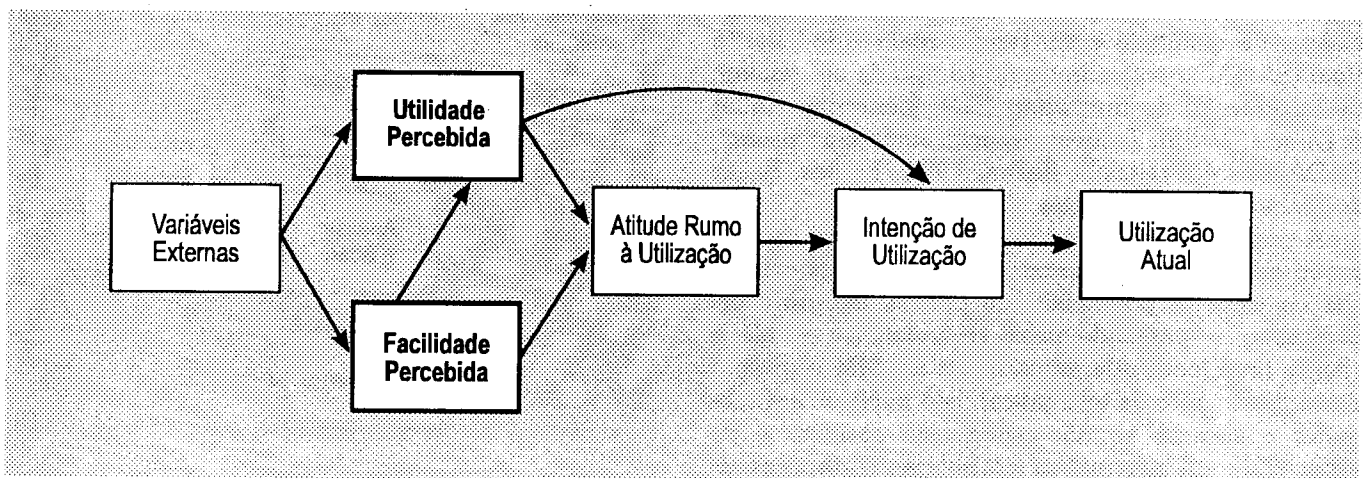 Utilidade
Percebida
Variáveis
Externas
Atitude Rumo
à Utilização
Intenção de
Utilização
Utilização
Atual
Facilidade
Percebida